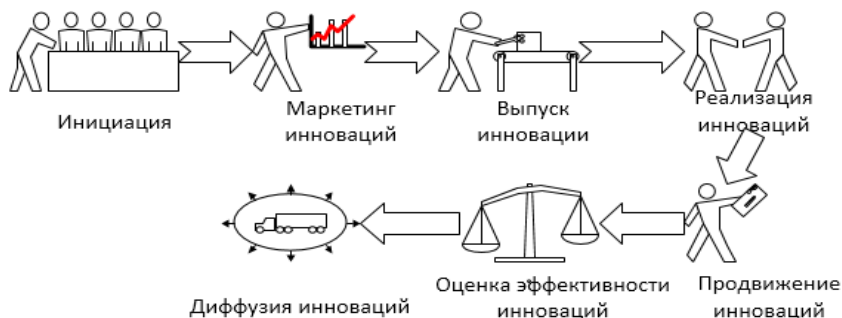 Инициация
Маркетинг
инноваций
Выпуск
инновации
Реализация
инноваций
Продвижение
инноваций
Оценка эффективности
инноваций
Диффузия инноваций